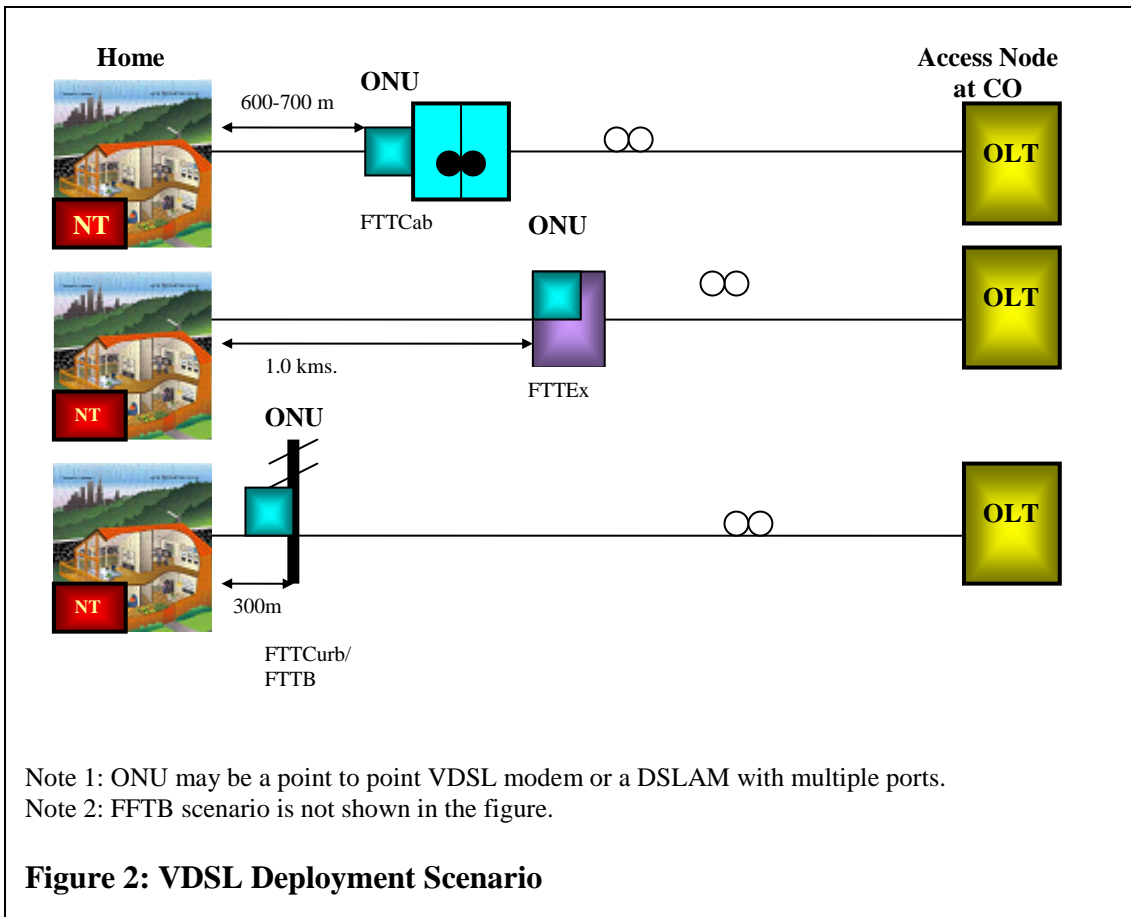 Home
Access Node
at CO
ONU
600-700 m
OLT
NT
FTTCab
ONU
OLT
1.0 kms.
FTTEx
NT
ONU
OLT
NT
300m
FTTCurb/
FTTB
Note 1: ONU may be a point to point VDSL modem or a DSLAM with multiple ports.
Note 2: FFTB scenario is not shown in the figure.
Figure 2: VDSL Deployment Scenario